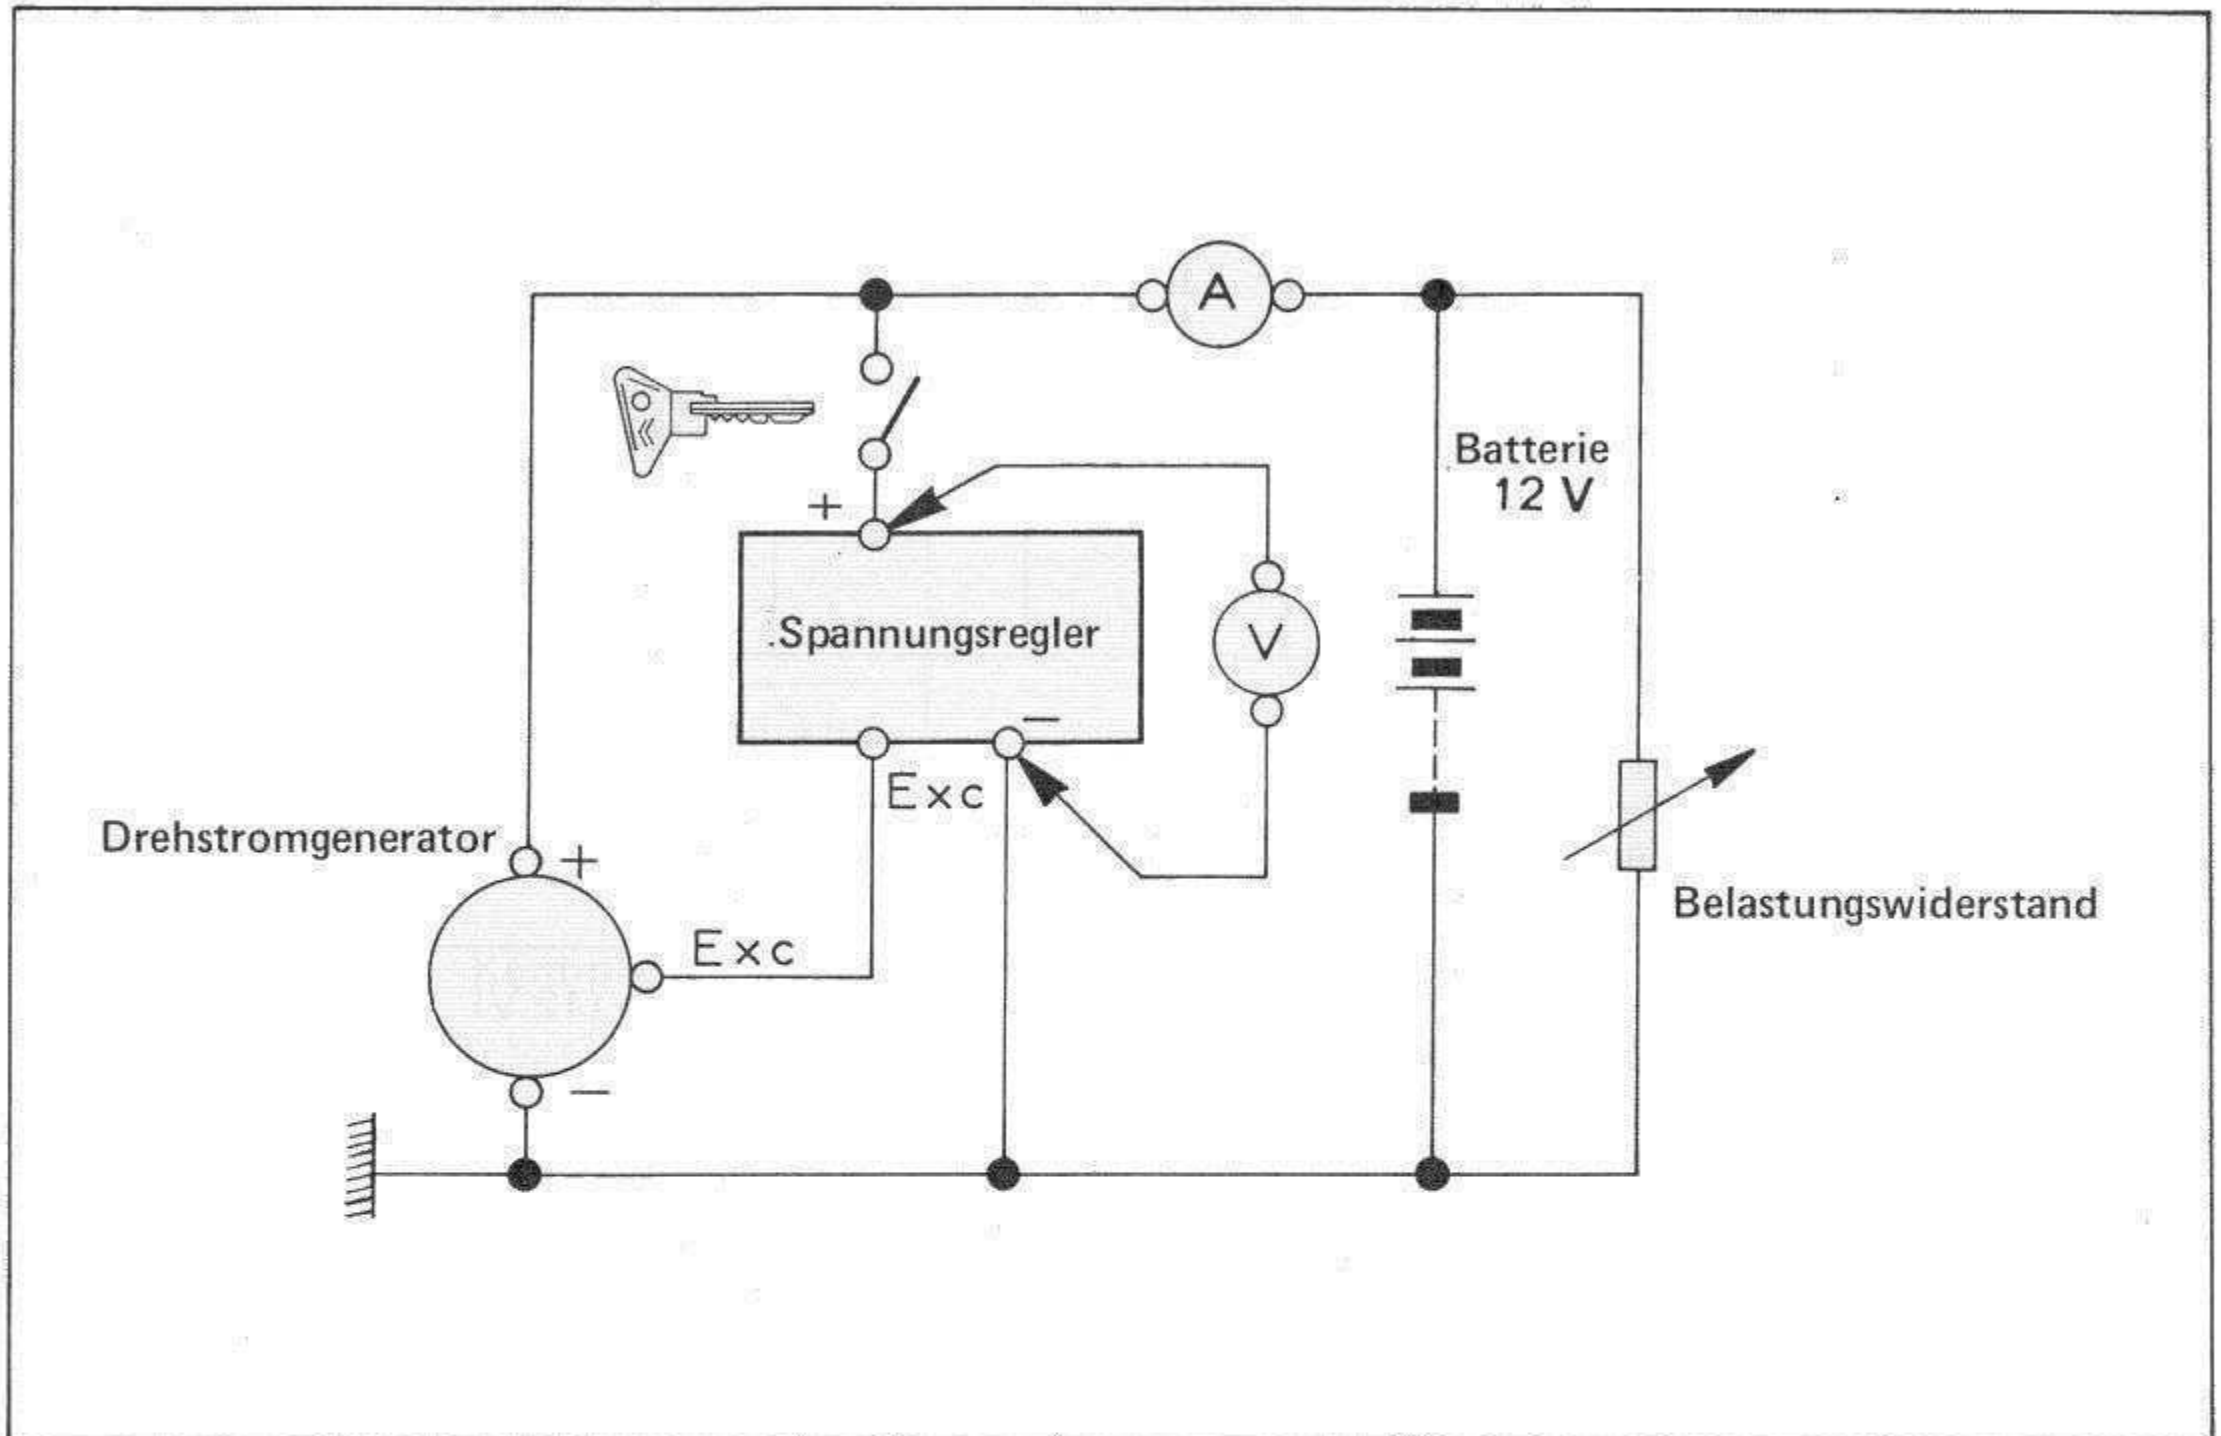 A
Batterie
12 V
+
Spannungsregler
V
−
Exc
Drehstromgenerator
+
Exc
Belastungswiderstand
−